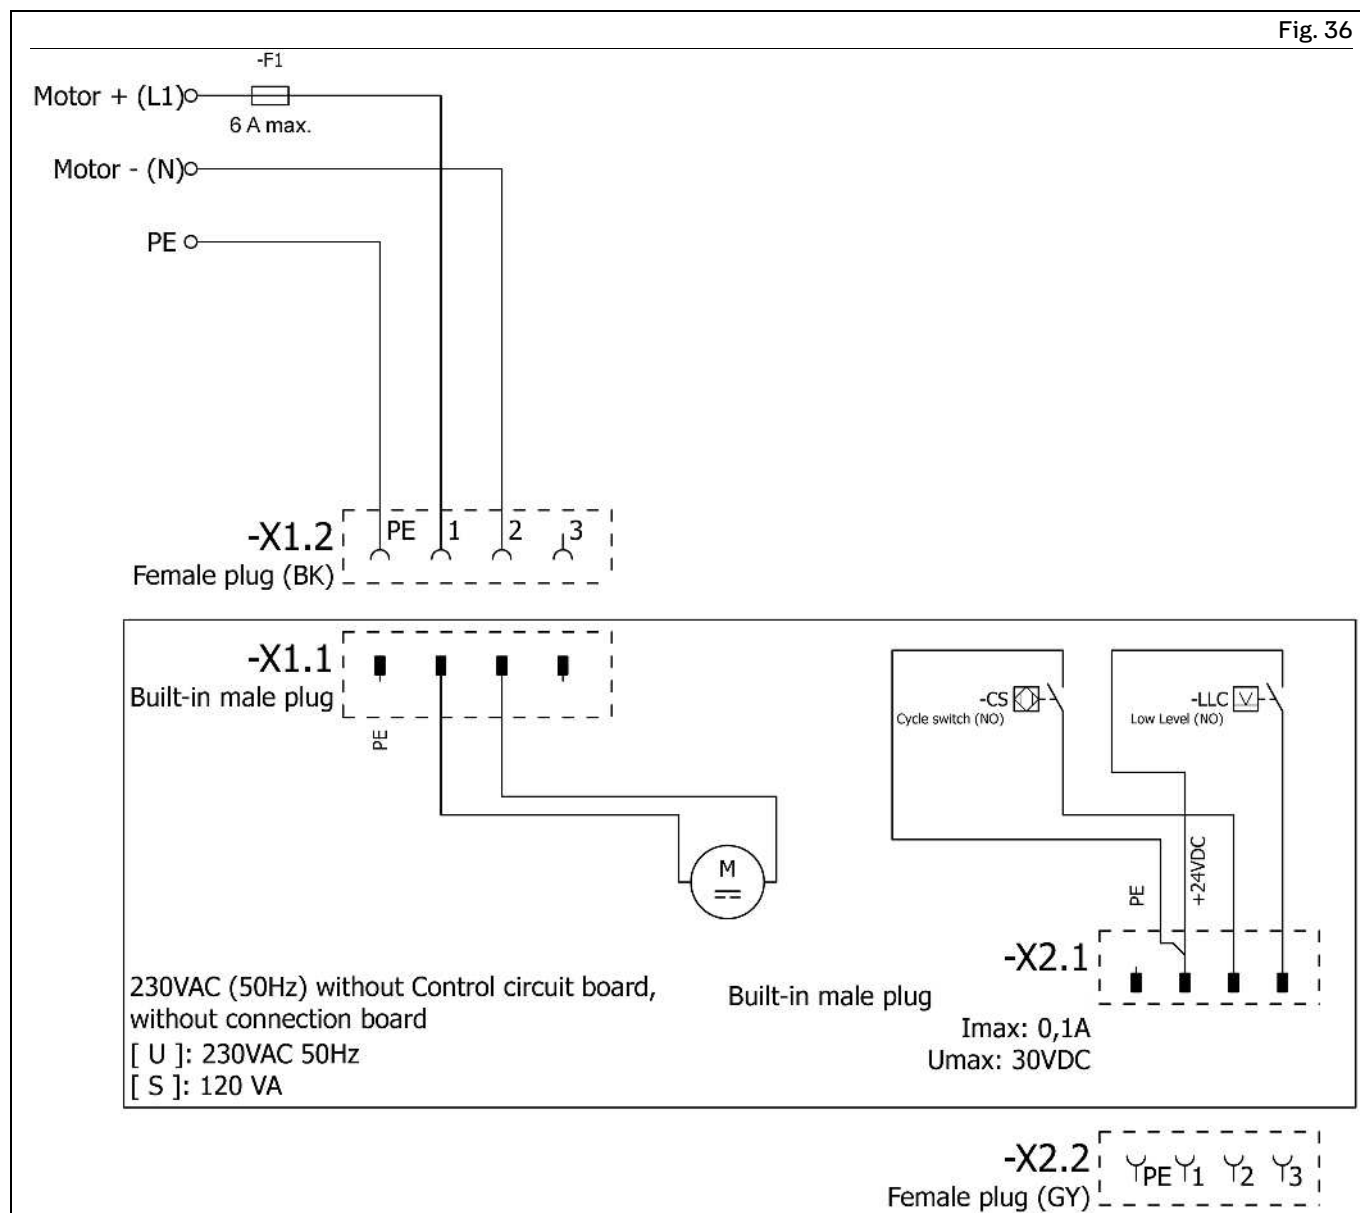 Fig. 36
-F1
Motor + (L1)
6 A max.
Motor - (N)
PE
-X1.2
PE 1 2 3
Female plug (BK)
-X1.1
Built-in male plug
PE
-CS
Cycle switch (NO)
-LLC
Low Level (NO)
M
PE
+24VDC
-X2.1
Built-in male plug
Imax: 0,1A
Umax: 30VDC
230VAC (50Hz) without Control circuit board,
without connection board
[ U ]: 230VAC 50Hz
[ S ]: 120 VA
-X2.2
PE 1 2 3
Female plug (GY)